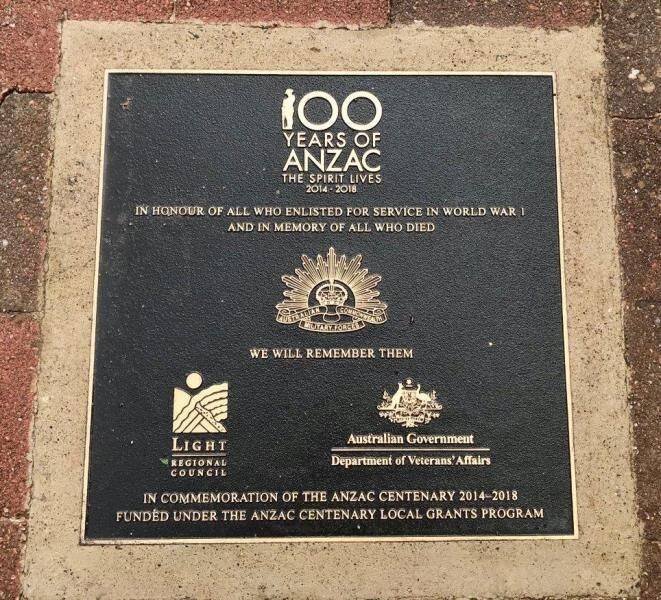 100
YEARS OF
ANZAC
THE SPIRIT LIVES
2014 - 2018
IN HONOUR OF ALL WHO ENLISTED FOR SERVICE IN WORLD WAR I
AND IN MEMORY OF ALL WHO DIED
AUSTRALIAN COMMONWEALTH
MILITARY FORCES
WE WILL REMEMBER THEM
LIGHT
REGIONAL
COUNCIL
Australian Government
Department of Veterans' Affairs
IN COMMEMORATION OF THE ANZAC CENTENARY 2014–2018
FUNDED UNDER THE ANZAC CENTENARY LOCAL GRANTS PROGRAM